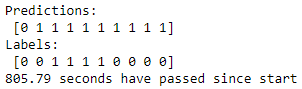 Predictions:
[0 1 1 1 1 1 1 1 1 1]
Labels:
[0 0 1 1 1 1 0 0 0 0]
805.79 seconds have passed since start